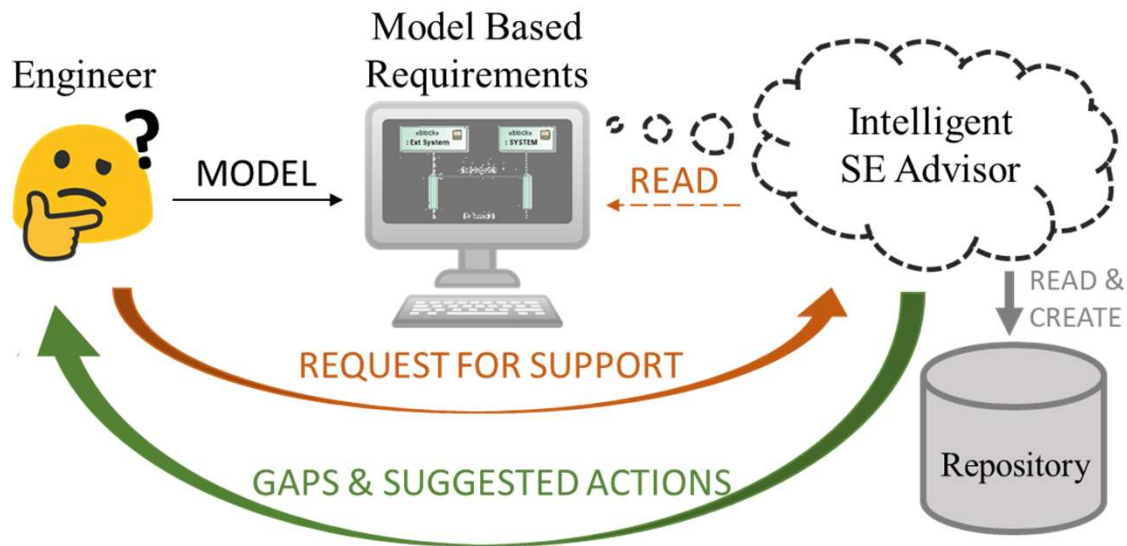 Engineer
?
MODEL
Model Based
Requirements
«block»
: Ext System
«block»
: SYSTEM
READ
Intelligent
SE Advisor
READ &
CREATE
REQUEST FOR SUPPORT
GAPS & SUGGESTED ACTIONS
Repository